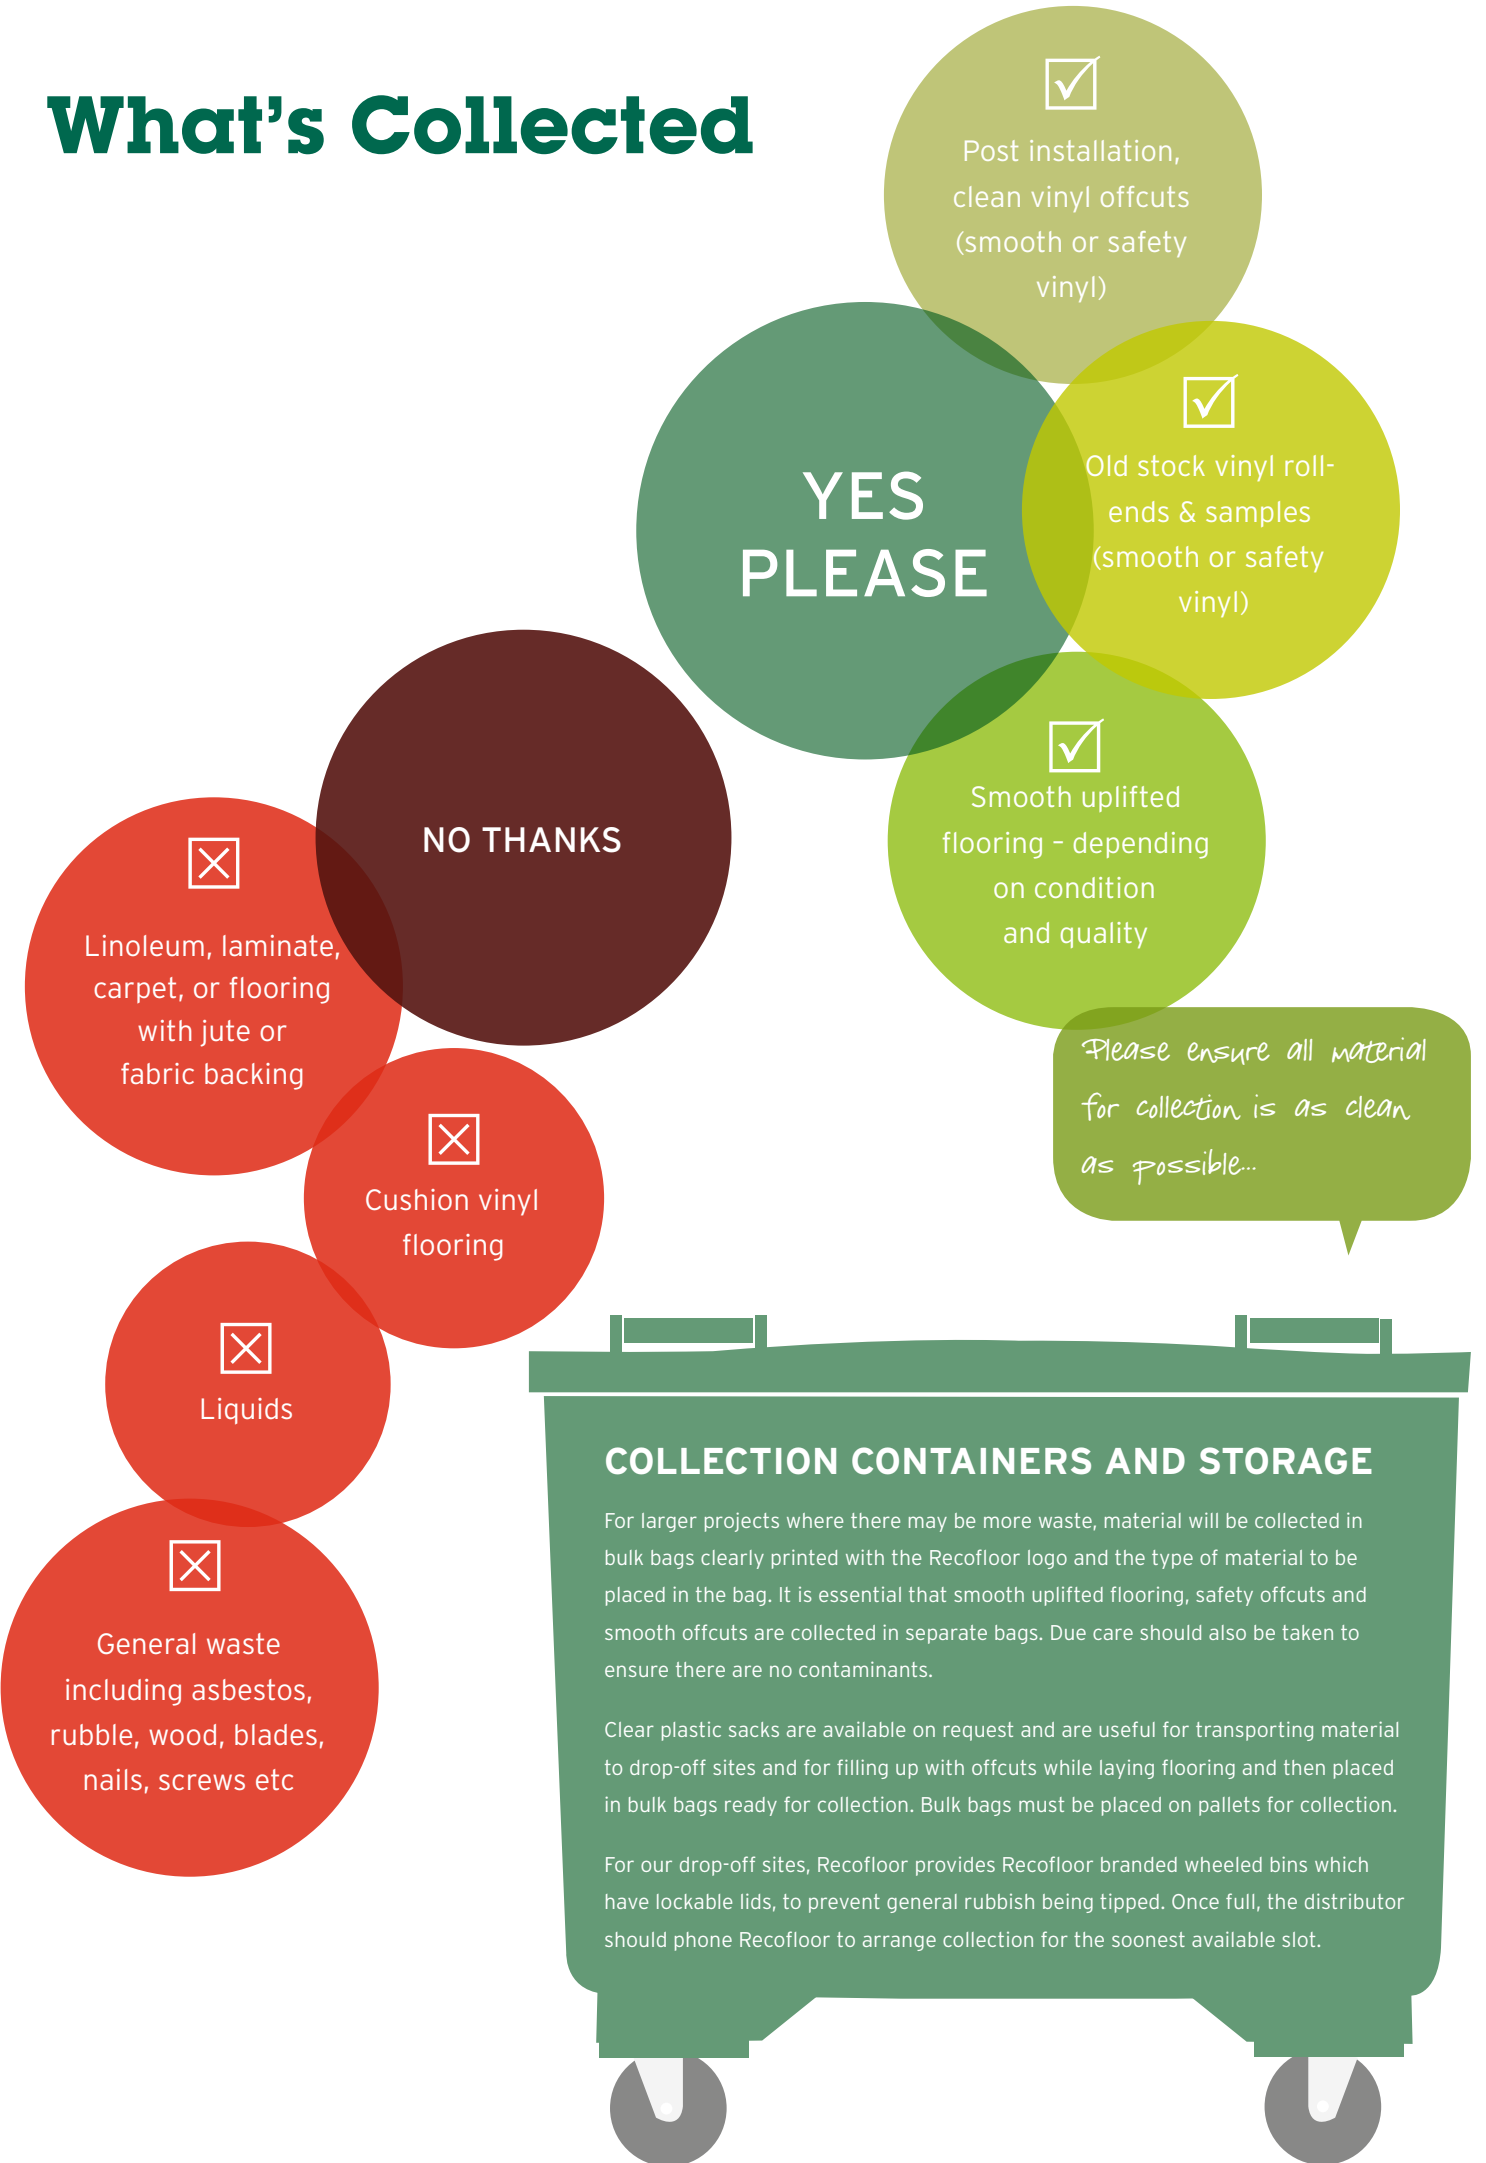 What's Collected
Post installation,
clean vinyl offcuts
(smooth or safety
vinyl)
YES
PLEASE
Old stock vinyl roll-
ends & samples
(smooth or safety
vinyl)
Smooth uplifted
flooring – depending
on condition
and quality
NO THANKS
Linoleum, laminate,
carpet, or flooring
with jute or
fabric backing
Cushion vinyl
flooring
Liquids
General waste
including asbestos,
rubble, wood, blades,
nails, screws etc
Please ensure all material
for collection is as clean
as possible...
COLLECTION CONTAINERS AND STORAGE
For larger projects where there may be more waste, material will be collected in
bulk bags clearly printed with the Recofloor logo and the type of material to be
placed in the bag. It is essential that smooth uplifted flooring, safety offcuts and
smooth offcuts are collected in separate bags. Due care should also be taken to
ensure there are no contaminants.
Clear plastic sacks are available on request and are useful for transporting material
to drop-off sites and for filling up with offcuts while laying flooring and then placed
in bulk bags ready for collection. Bulk bags must be placed on pallets for collection.
For our drop-off sites, Recofloor provides Recofloor branded wheeled bins which
have lockable lids, to prevent general rubbish being tipped. Once full, the distributor
should phone Recofloor to arrange collection for the soonest available slot.